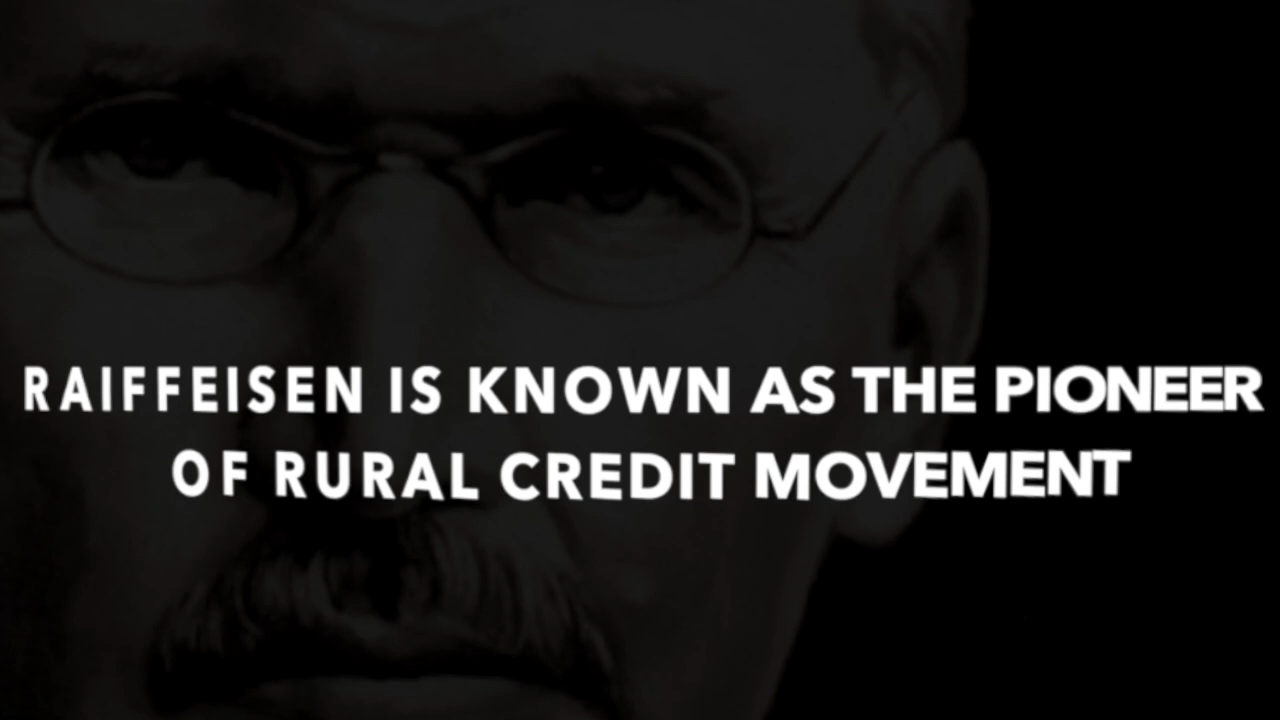 RAIFFEISEN IS KNOWN AS THE PIONEER
OF RURAL CREDIT MOVEMENT